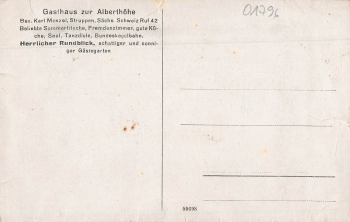 Gasthaus zur Alberthöhe
Bes. Karl Menzel, Struppen, Sächs. Schweiz Ruf 42
Beliebte Sommerfrische, Fremdenzimmer, gute Kü-
che, Saal, Tanzdiele, Bundeskegelbahn,
Herrlicher Rundblick, schattiger und sonni-
ger Gästegarten
01796
55098